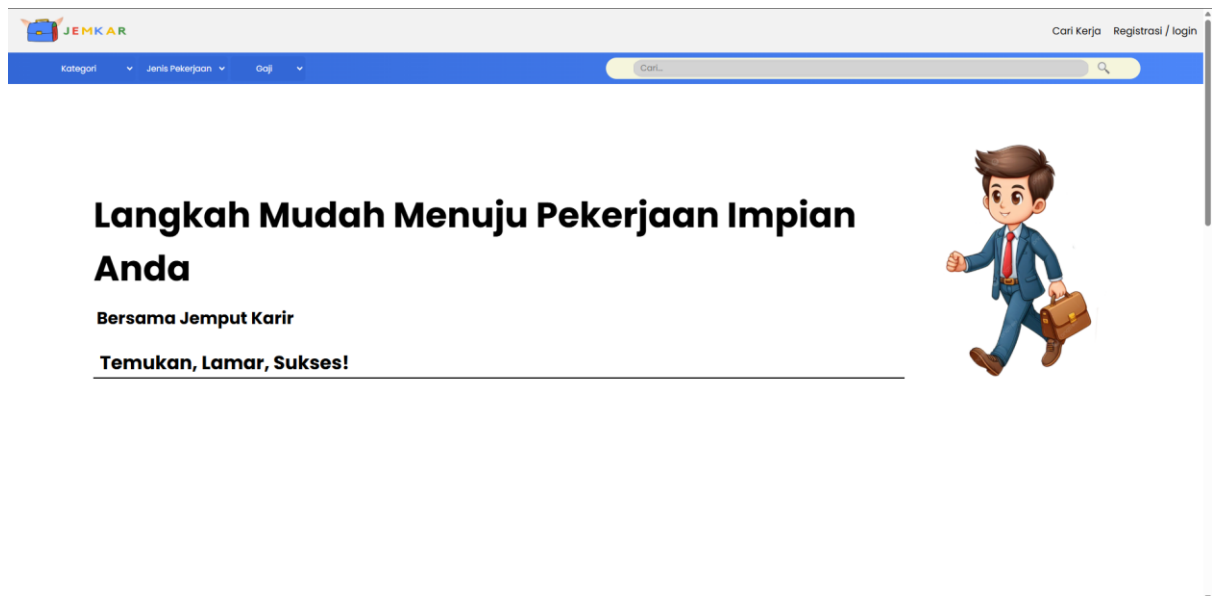 JEMKAR
Cari Kerja Registrasi / login
Kategori Jenis Pekerjaan Gaji Cari...
Langkah Mudah Menuju Pekerjaan Impian
Anda
Bersama Jemput Karir
Temukan, Lamar, Sukses!